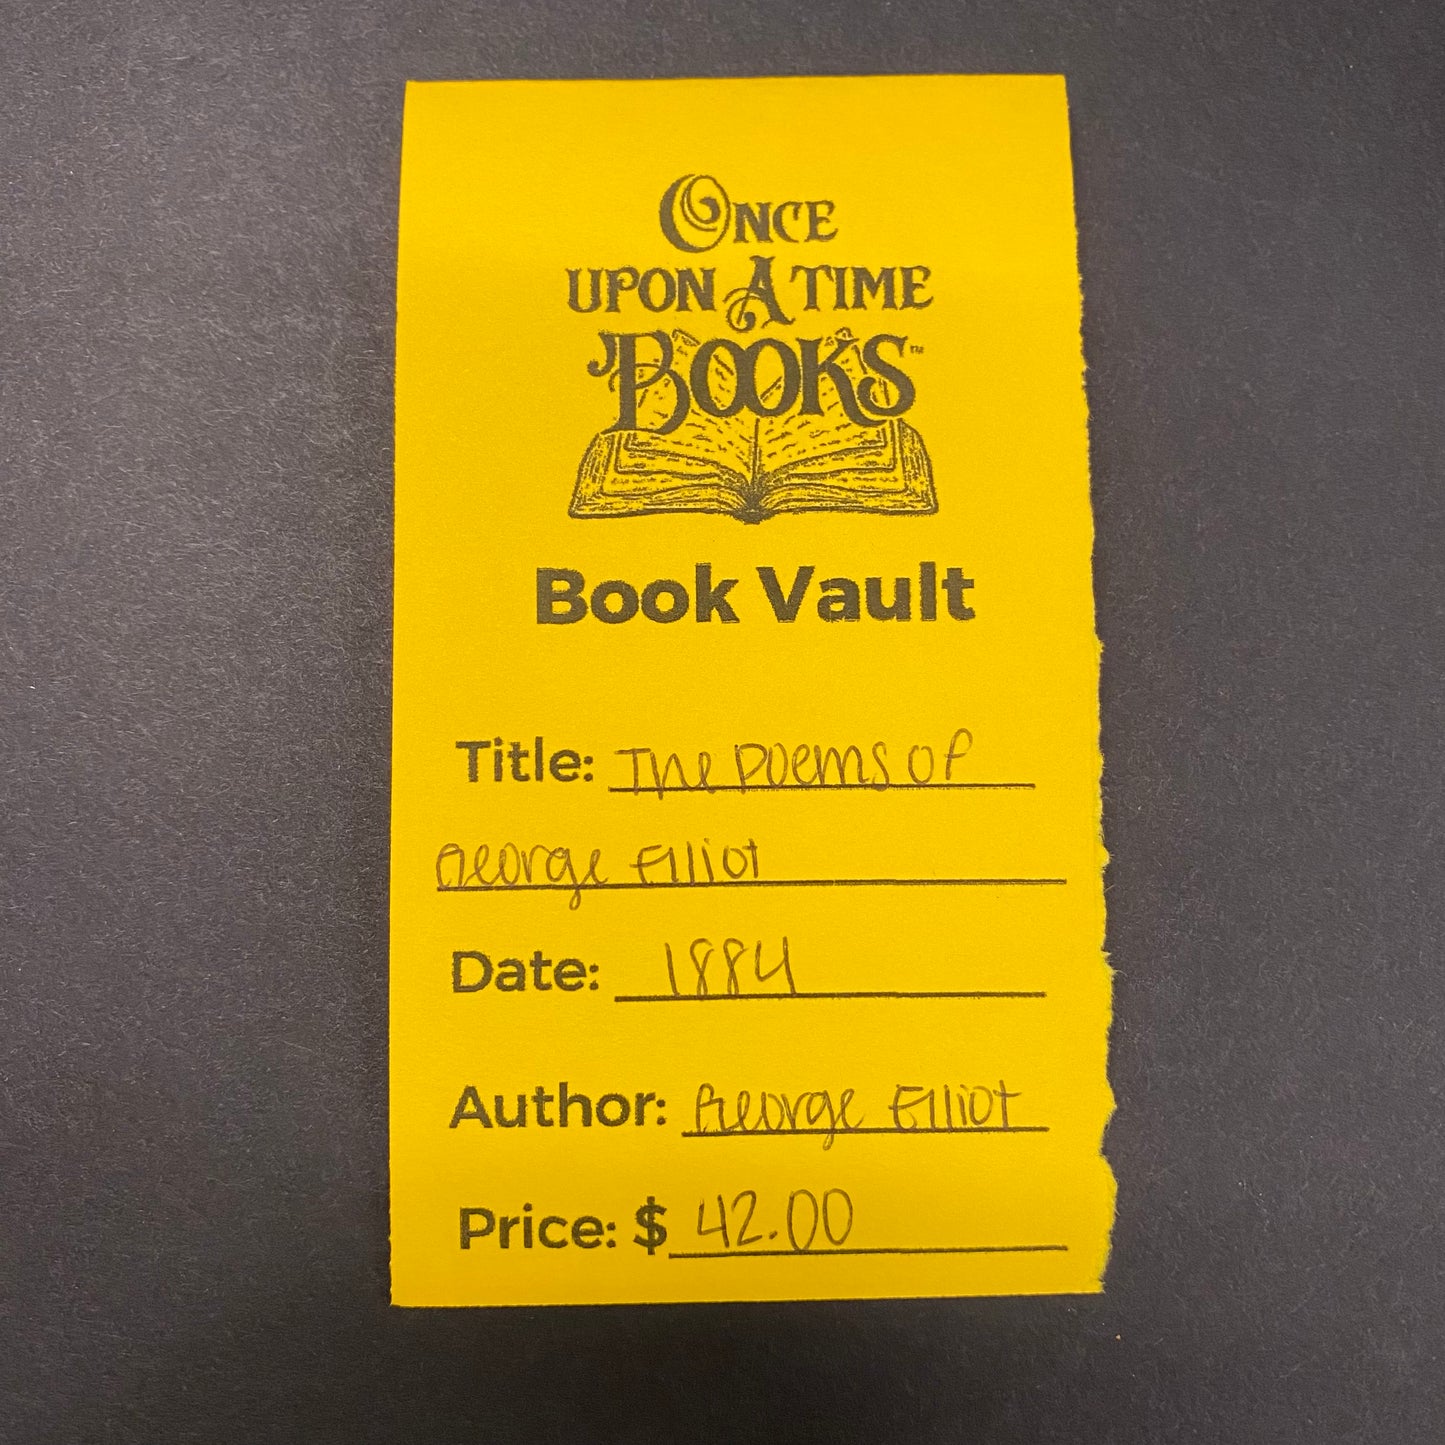 ONCE
UPON A TIME
BOOKS™
Book Vault
Title: The Poems of
George Elliot
Date: 1884
Author: George Elliot
Price: $ 42.00